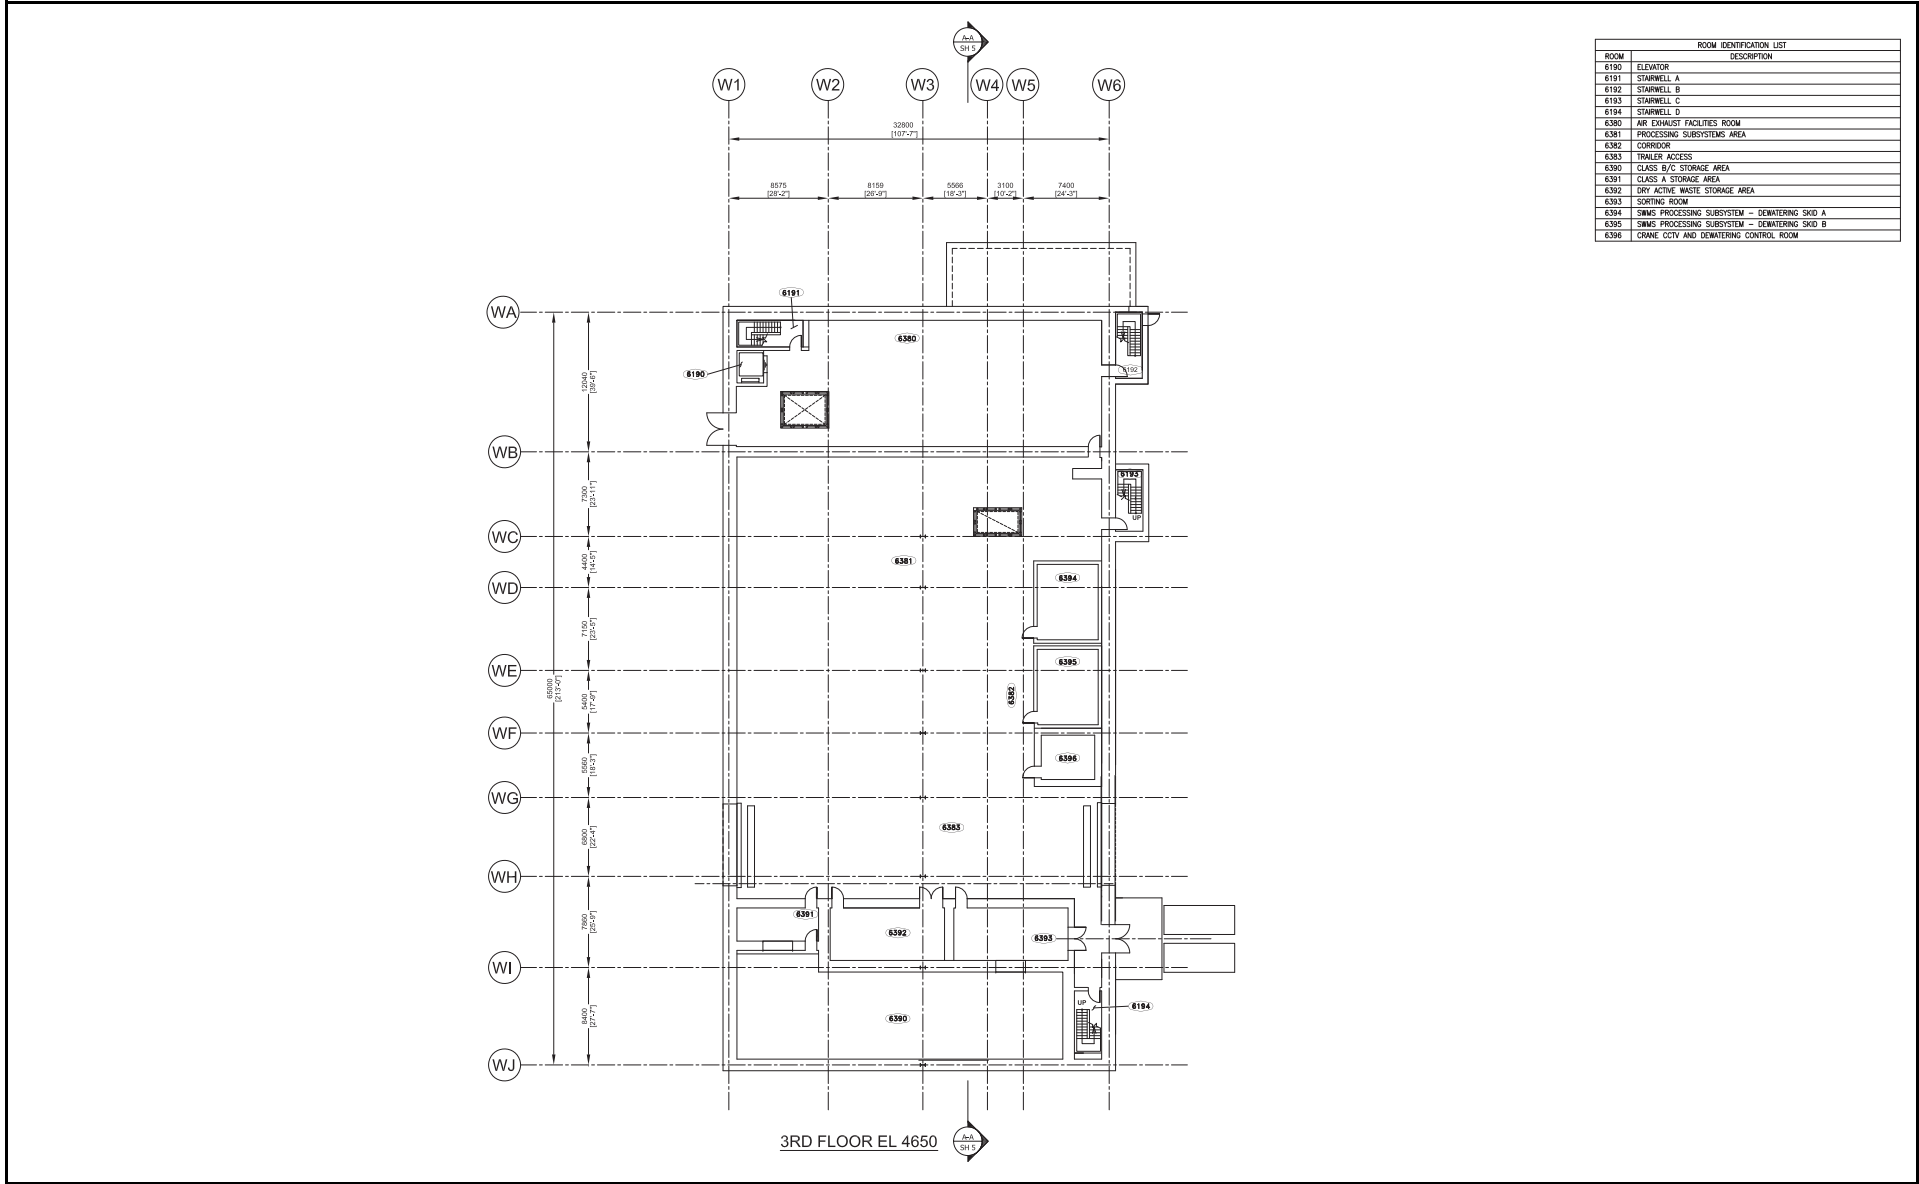 A-A
SH 5
W1 W2 W3 W4 W5 W6
32800
[107'-7"]
8575
[28'-2"]
8159
[26'-9"]
5566
[18'-3"]
3100
[10'-2"]
7400
[24'-3"]
ROOM IDENTIFICATION LIST
ROOM DESCRIPTION
6190 ELEVATOR
6191 STAIRWELL A
6192 STAIRWELL B
6193 STAIRWELL C
6194 STAIRWELL D
6380 AIR EXHAUST FACILITIES ROOM
6381 PROCESSING SUBSYSTEMS AREA
6382 CORRIDOR
6383 TRAILER ACCESS
6390 CLASS B/C STORAGE AREA
6391 CLASS A STORAGE AREA
6392 DRY ACTIVE WASTE STORAGE AREA
6393 SORTING ROOM
6394 SWMS PROCESSING SUBSYSTEM – DEWATERING SKID A
6395 SWMS PROCESSING SUBSYSTEM – DEWATERING SKID B
6396 CRANE CCTV AND DEWATERING CONTROL ROOM
WA
WB
WC
WD
WE
WF
WG
WH
WI
WJ
65000
[213'-0"]
12040
[39'-6"]
7300
[23'-11"]
4400
[14'-5"]
7150
[23'-5"]
5400
[17'-9"]
5560
[18'-3"]
6800
[22'-4"]
7860
[25'-9"]
8400
[27'-7"]
6191
6380
6190
6192
6193
UP
6381
6394
6395
6382
6396
6383
6391
6392
6393
UP
6194
6390
3RD FLOOR EL 4650
A-A
SH 5